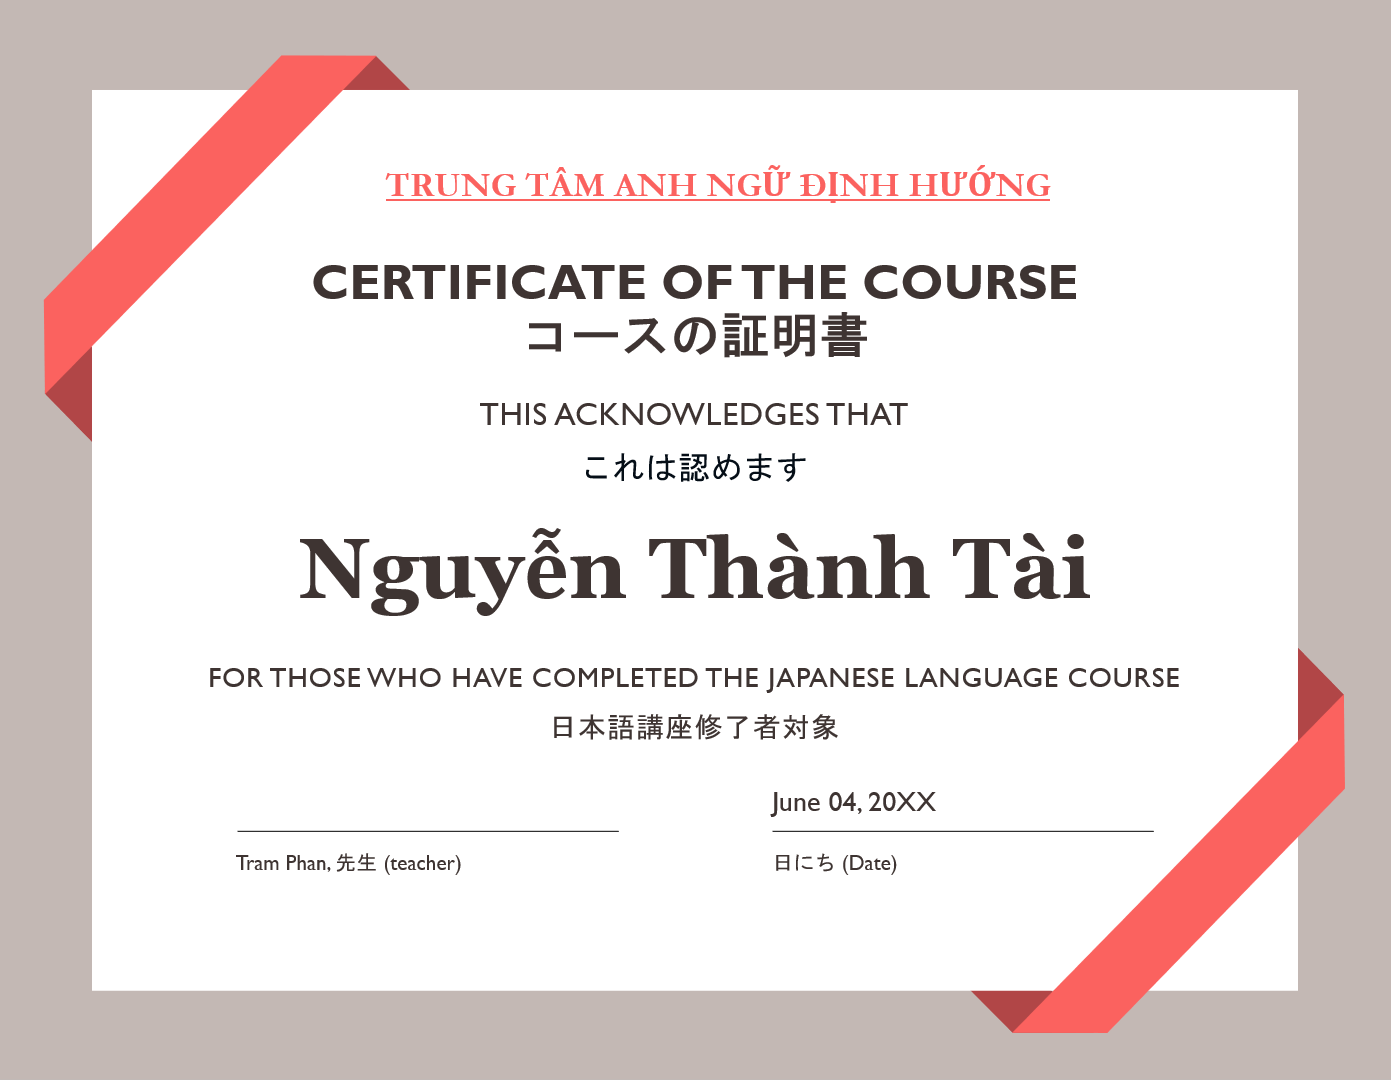 TRUNG TÂM ANH NGỮ ĐỊNH HƯỚNG
CERTIFICATE OF THE COURSE
コースの証明書
THIS ACKNOWLEDGES THAT
これは認めます
Nguyễn Thành Tài
FOR THOSE WHO HAVE COMPLETED THE JAPANESE LANGUAGE COURSE
日本語講座修了者対象
June 04, 20XX
Tram Phan, 先生 (teacher)
日にち (Date)